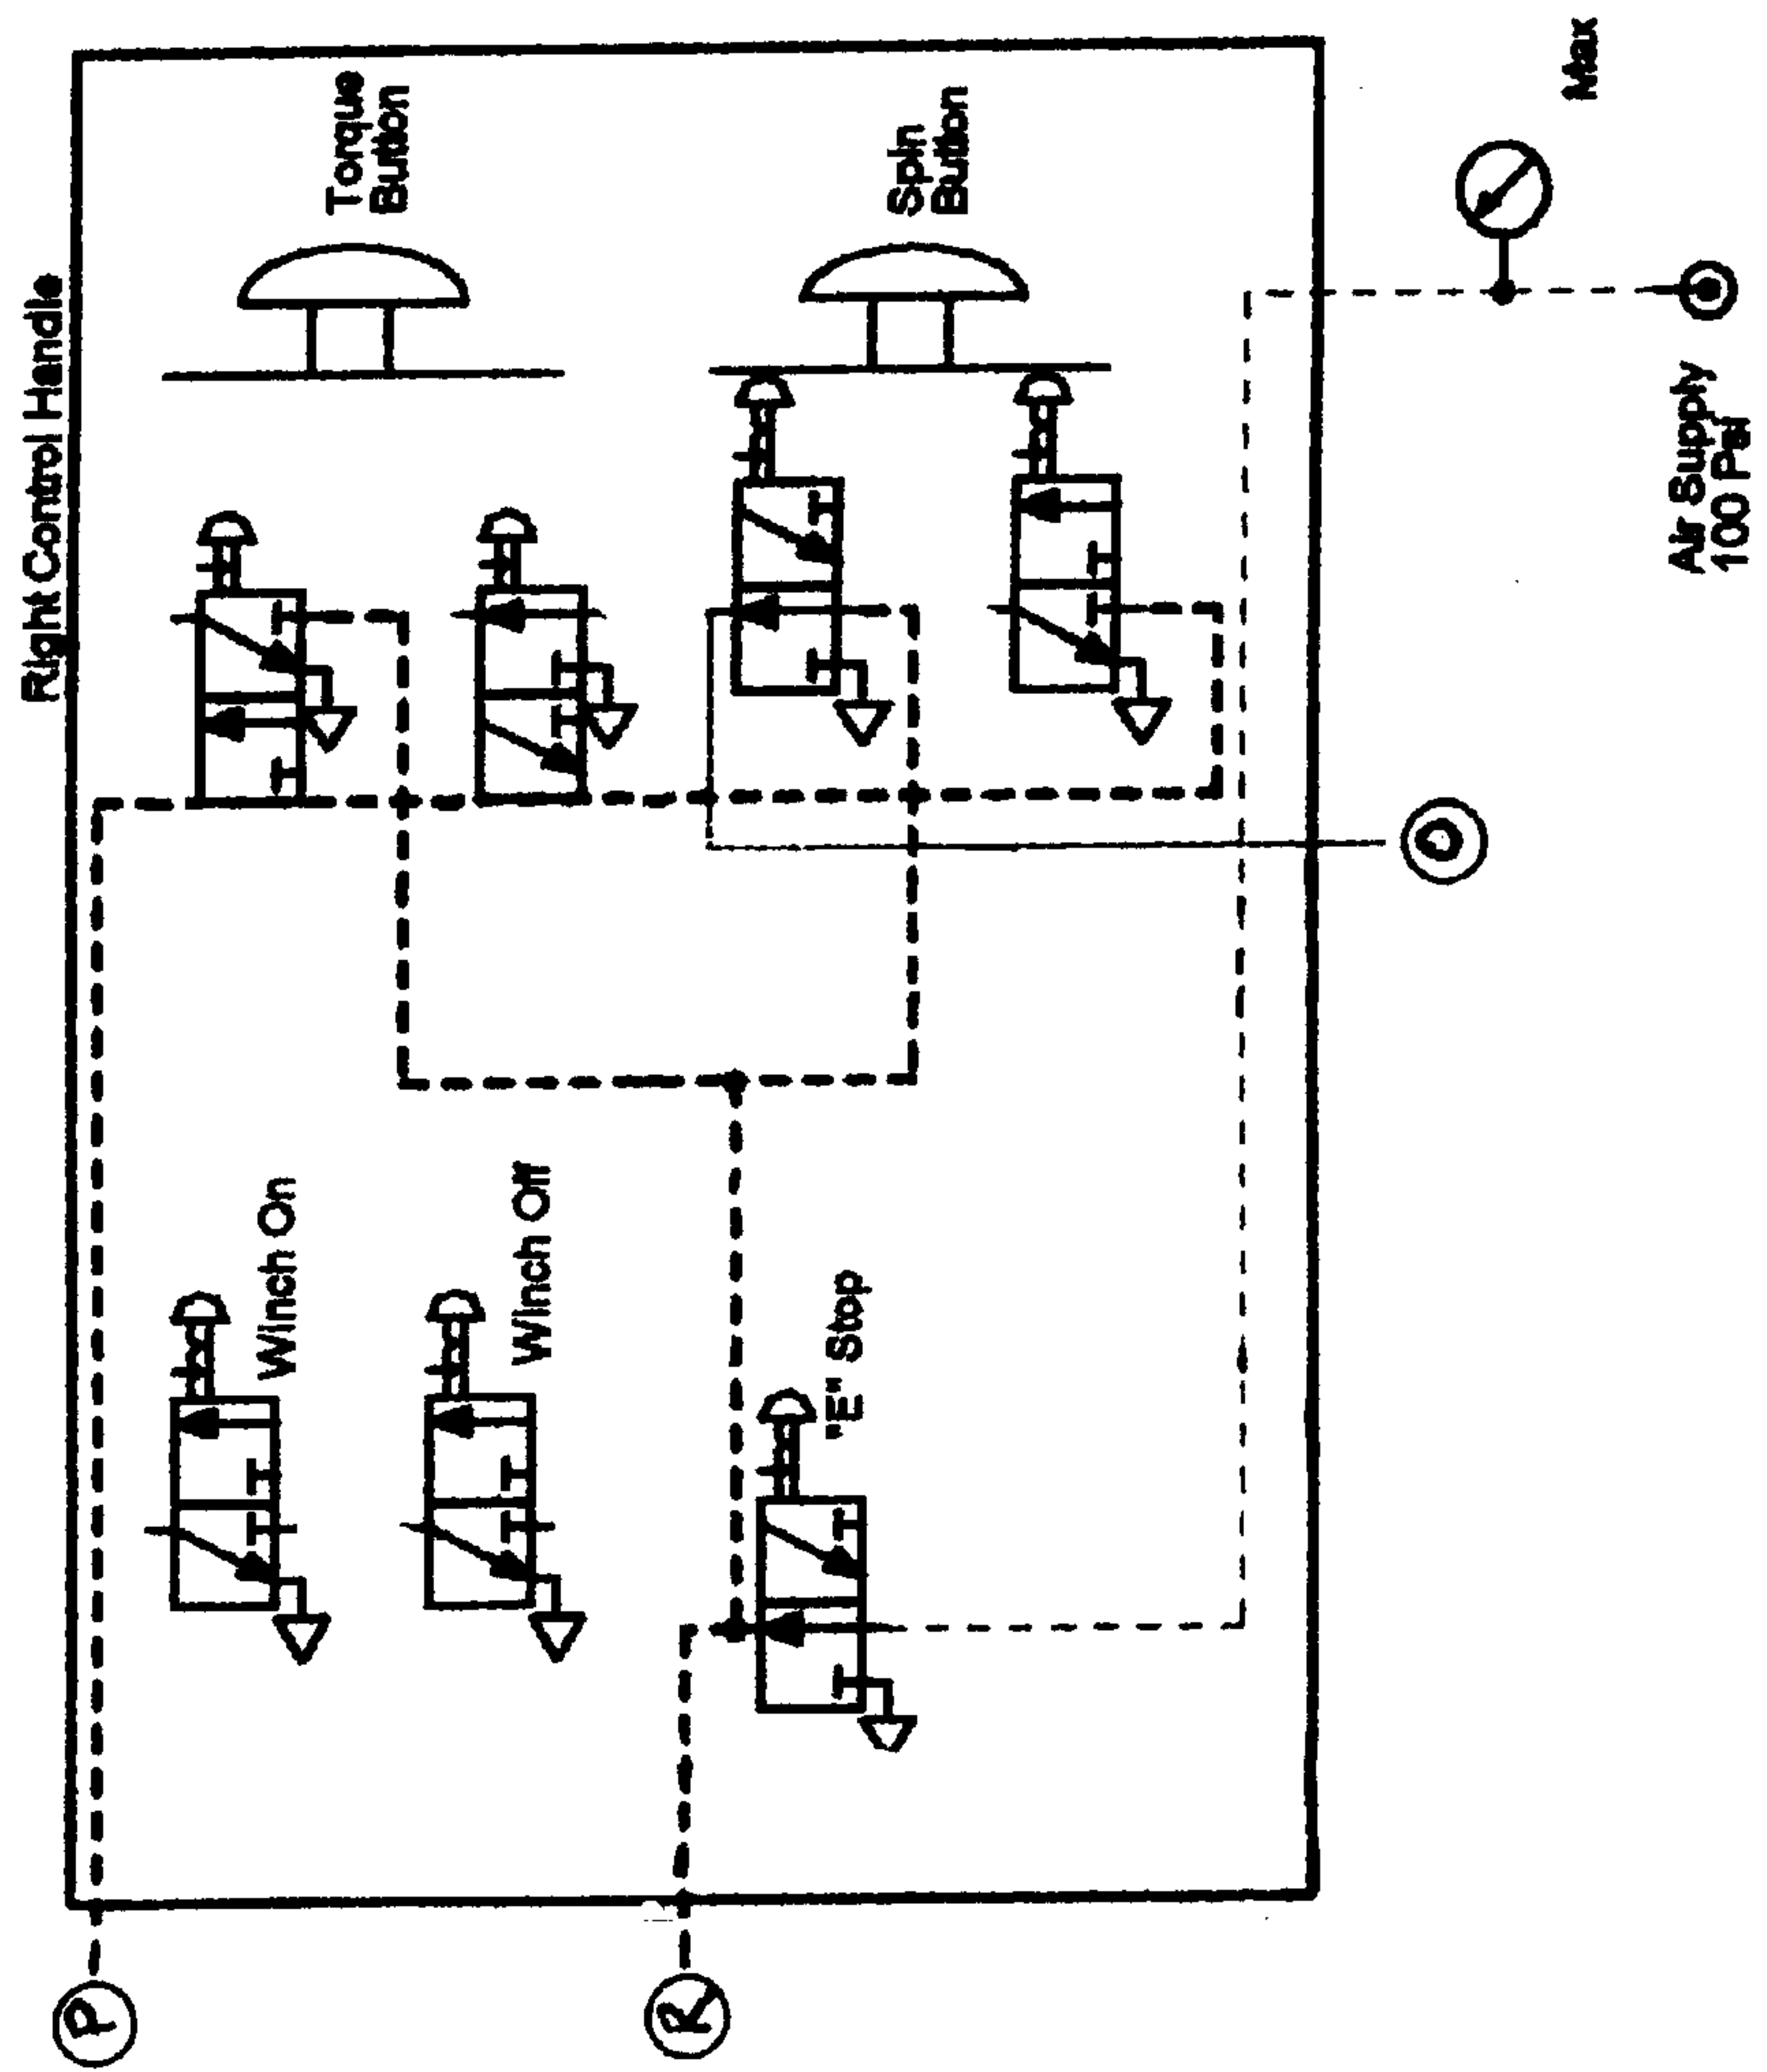 Right Control Handle
Torque
Button
Spin
Button
Max
Air Supply
100 Psi
Winch On
Winch Off
"E" Stop
P
R
O